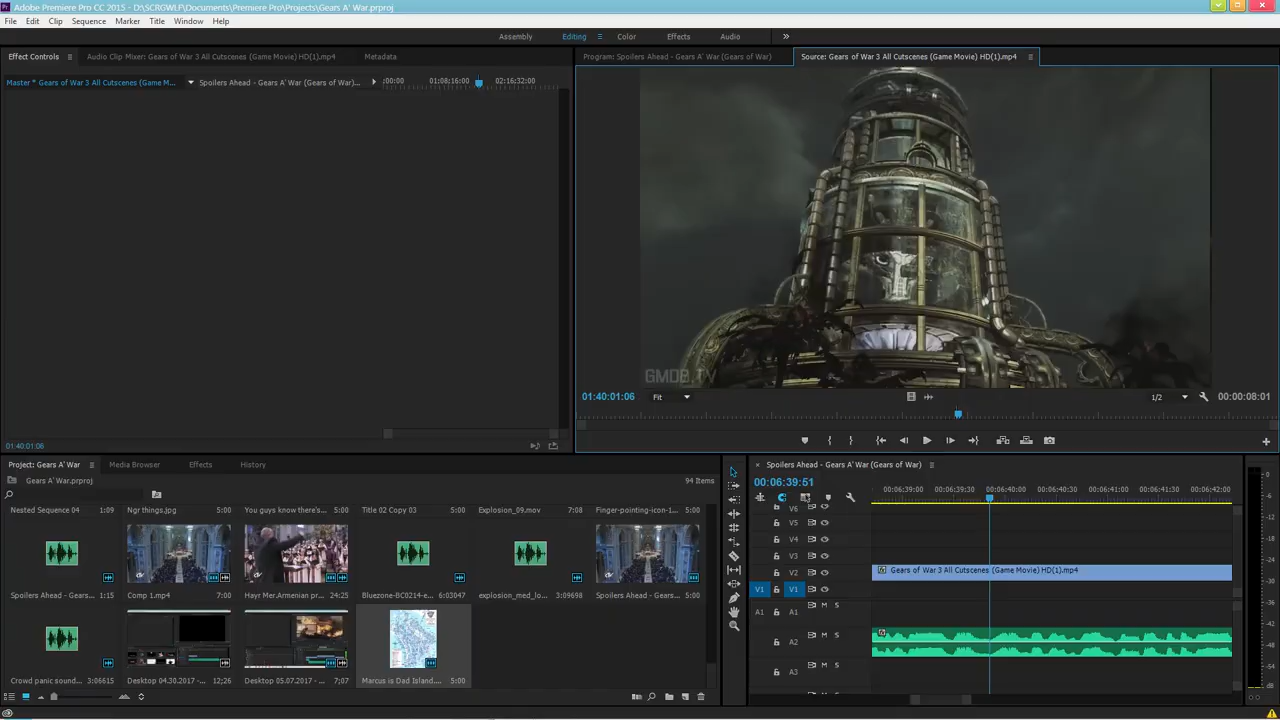 Adobe Premiere Pro CC 2015 - D:\SCRGWLF\Documents\Premiere Pro\Projects\Gears A' War.prproj
File Edit Clip Sequence Marker Title Window Help
Assembly Editing Color Effects Audio
Effect Controls Audio Clip Mixer: Gears of War 3 All Cutscenes (Game Movie) HD(1).mp4 Metadata
Program: Spoilers Ahead - Gears A' War (Gears of War) Source: Gears of War 3 All Cutscenes (Game Movie) HD(1).mp4
Master * Gears of War 3 All Cutscenes (Game M... Spoilers Ahead - Gears A' War (Gears of War)... :00:00 01:08:16:00 02:16:32:00
GMDB.TV
01:40:01:06 Fit 1/2 00:00:08:01
01:40:01:06
Project: Gears A' War Media Browser Effects History
Gears A' War.prproj
94 Items
Nested Sequence 04 1:09 Ngr things.jpg 5:00 You guys know there's... 5:00 Title 02 Copy 03 5:00 Explosion_09.mov 7:08 Finger-pointing-icon-1... 5:00
Spoilers Ahead - Gears... 1:15 Comp 1.mp4 4:00 Hayr Mer.Armenian pr... 24:25 Bluezone-BC0214-e... 6:03047 explosion_med_lo... 3:09698 Spoilers Ahead - Gears... 5:00
Crowd panic sound... 3:06615 Desktop 04.30.2017 -... 12;26 Desktop 05.07.2017 -... 7;07 Marcus is Dad Island.... 5:00
Spoilers Ahead - Gears A' War (Gears of War)
00:06:39:51
00:06:39:00 00:06:39:30 00:06:40:00 00:06:40:30 00:06:41:00 00:06:41:30 00:06:42:00
V6
V5
V4
V3
V2 Gears of War 3 All Cutscenes (Game Movie) HD(1).mp4
V1 V1
A1 A1 M S
A2 M S
A3 M S
0
-6
-12
-18
-24
-30
-36
-42
-48
-54
dB